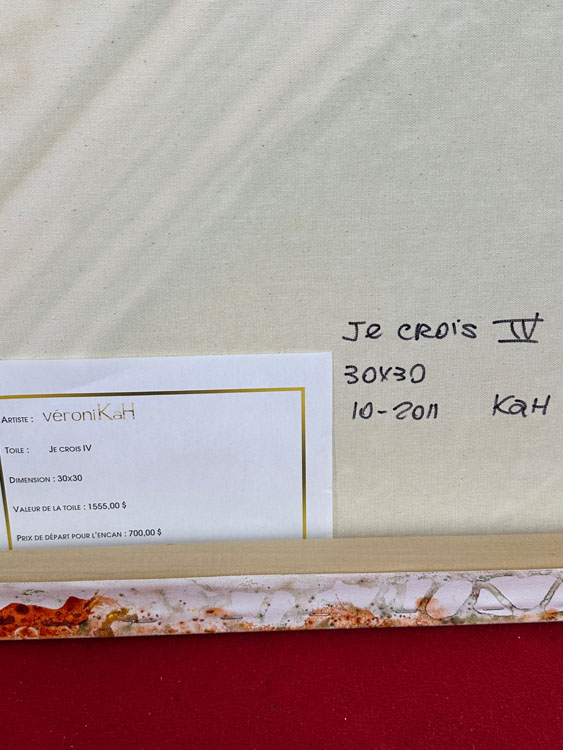 Je crois IV
30x30
10-2011 KaH
Artiste : véroniKaH
Toile : Je crois IV
Dimension : 30x30
Valeur de la toile : 1555,00 $
Prix de départ pour l'encan : 700,00 $